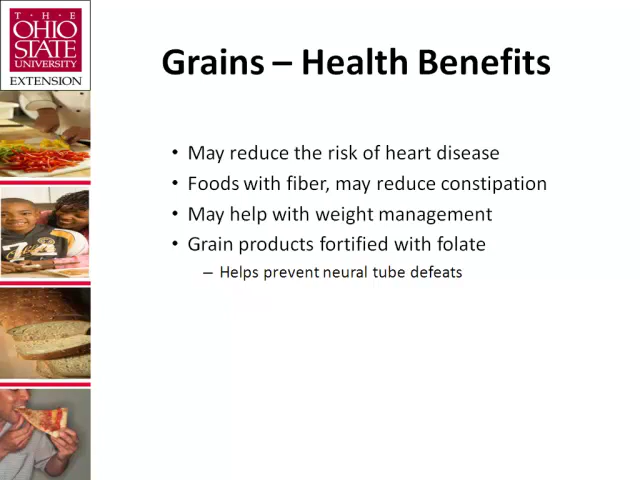 T · H · E
OHIO
STATE
UNIVERSITY
EXTENSION
Grains – Health Benefits
• May reduce the risk of heart disease
• Foods with fiber, may reduce constipation
• May help with weight management
• Grain products fortified with folate
– Helps prevent neural tube defeats
74